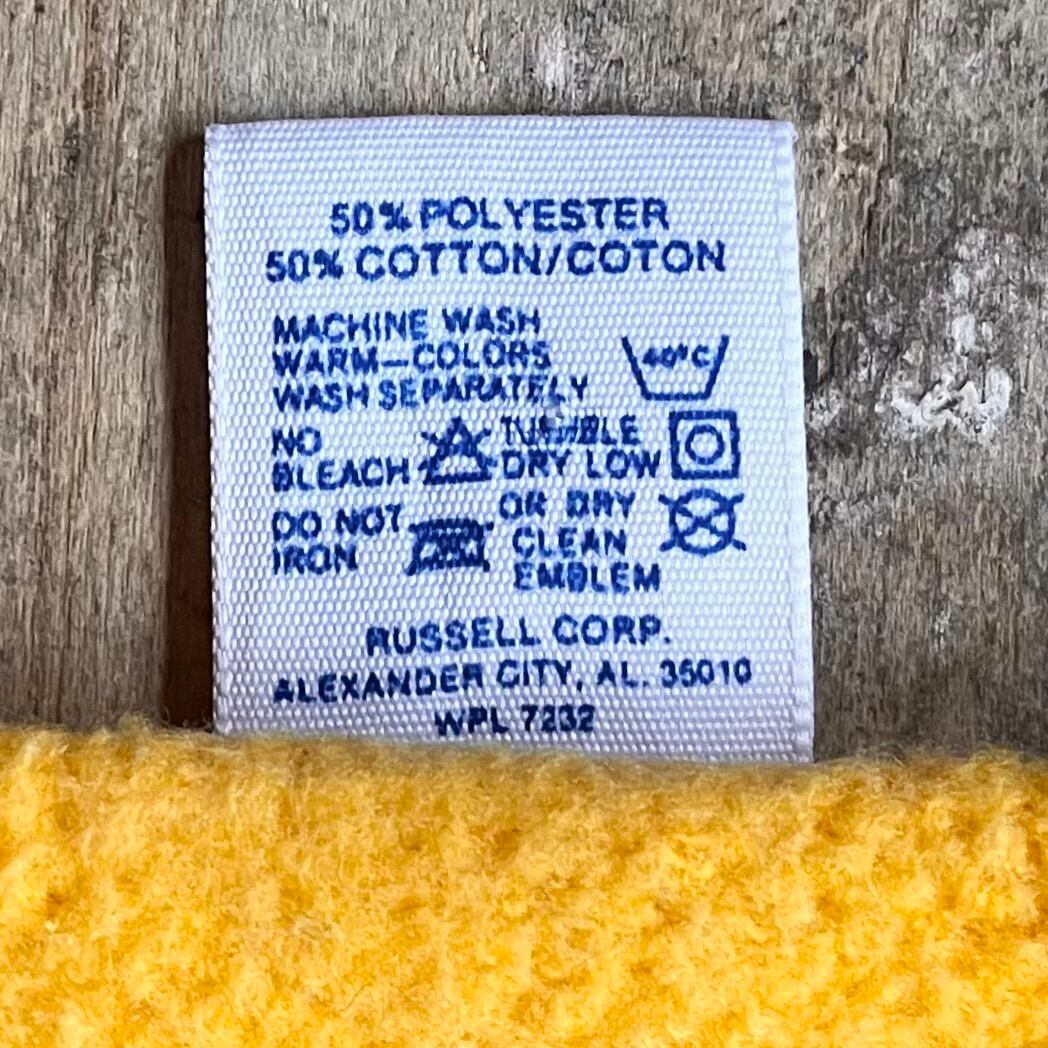 50% POLYESTER
50% COTTON/COTON
MACHINE WASH
WARM—COLORS
WASH SEPARATELY
40°C
NO
BLEACH
TUMBLE
DRY LOW
DO NOT
IRON
OR DRY
CLEAN
EMBLEM
RUSSELL CORP.
ALEXANDER CITY, AL. 35010
WPL 7232